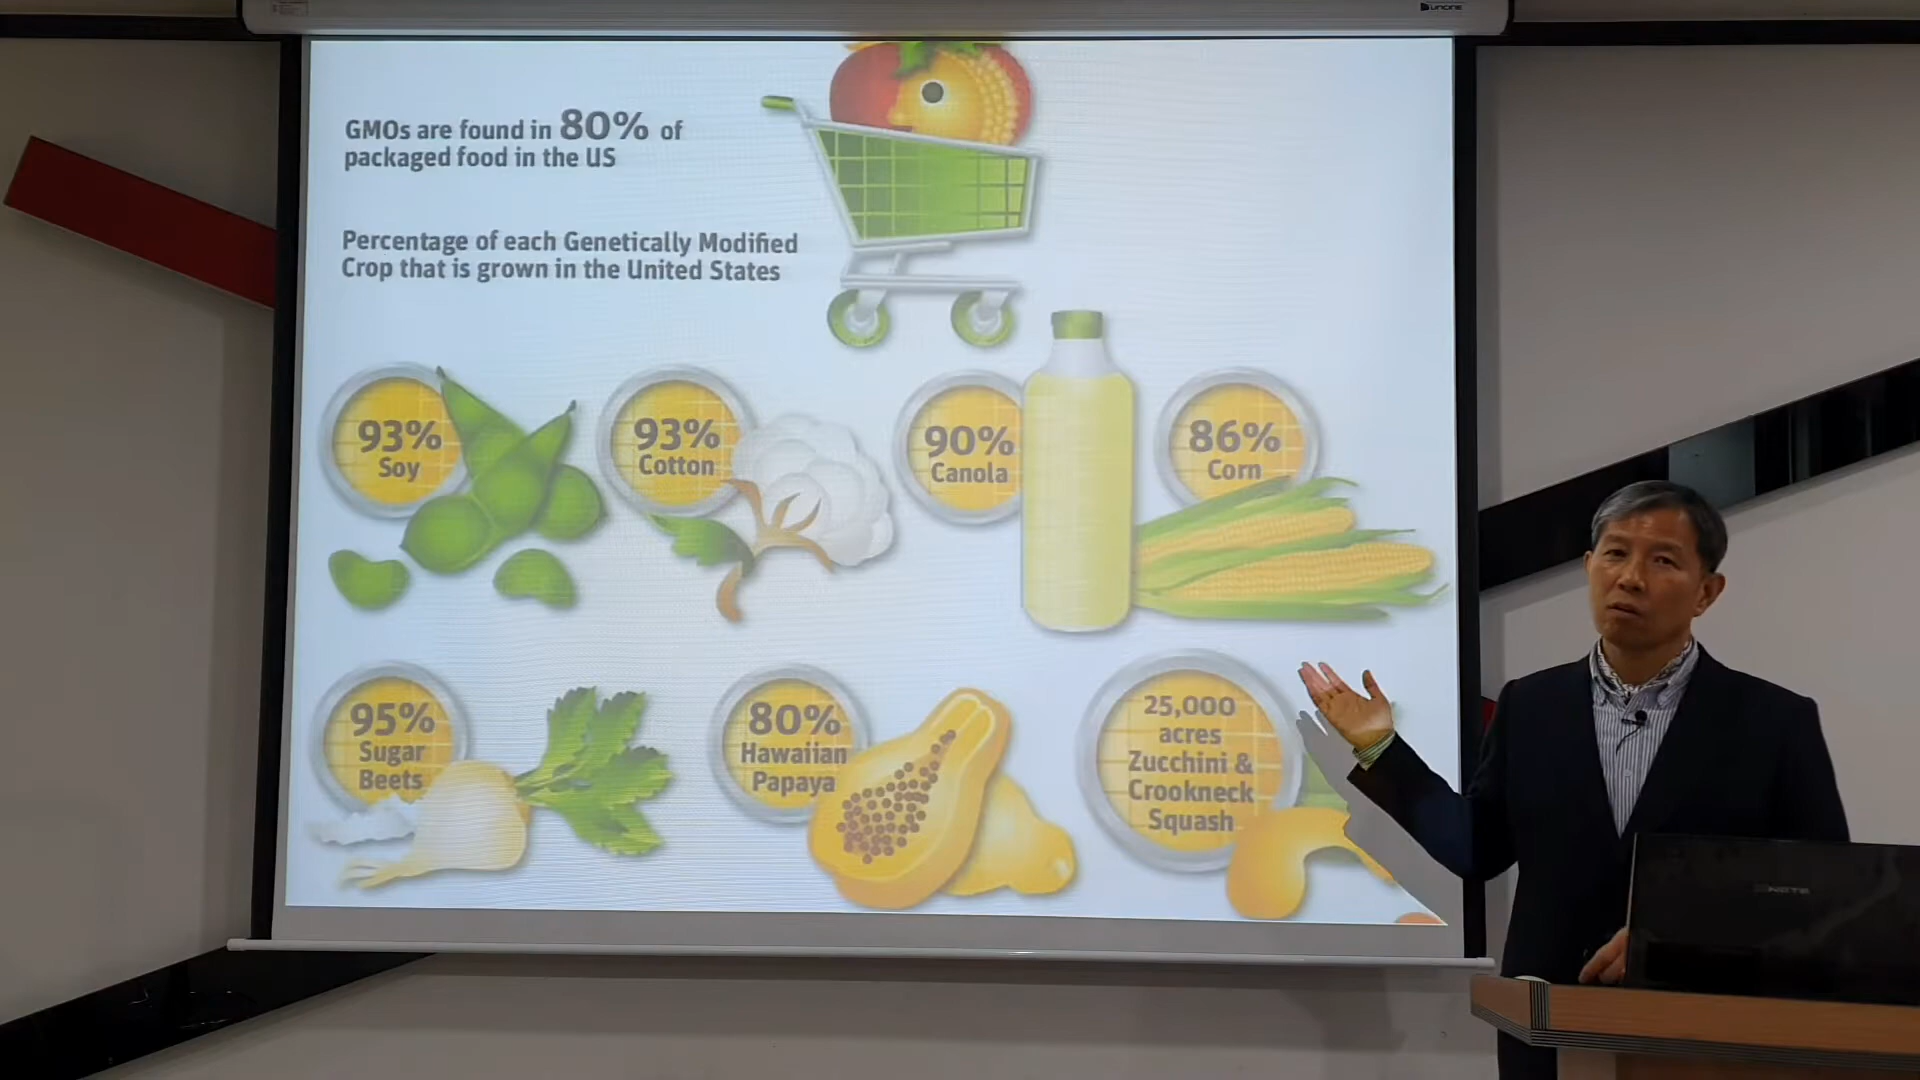 GMOs are found in 80% of
packaged food in the US
Percentage of each Genetically Modified
Crop that is grown in the United States
93%
Soy
93%
Cotton
90%
Canola
86%
Corn
95%
Sugar
Beets
80%
Hawaiian
Papaya
25,000
acres
Zucchini &
Crookneck
Squash